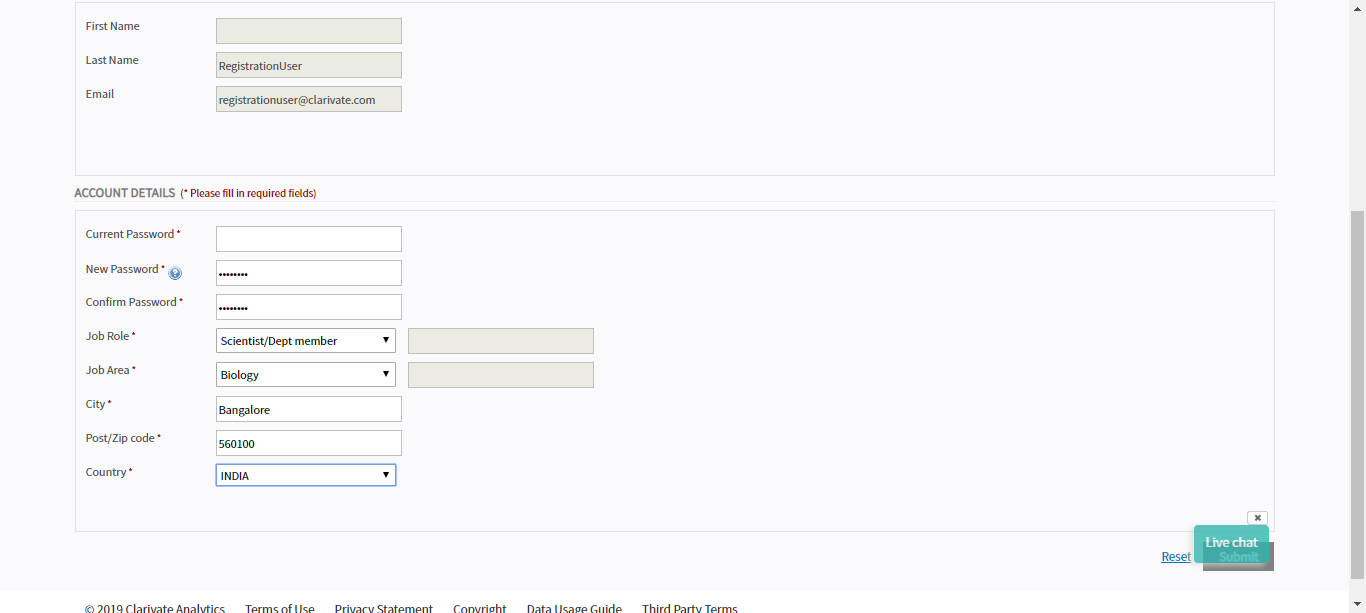 First Name
Last Name RegistrationUser
Email registrationuser@clarivate.com
ACCOUNT DETAILS (* Please fill in required fields)
Current Password *
New Password * ? ••••••••
Confirm Password * ••••••••
Job Role * Scientist/Dept member
Job Area * Biology
City * Bangalore
Post/Zip code * 560100
Country * INDIA
Live chat
Reset Submit
© 2019 Clarivate Analytics Terms of Use Privacy Statement Copyright Data Usage Guide Third Party Terms